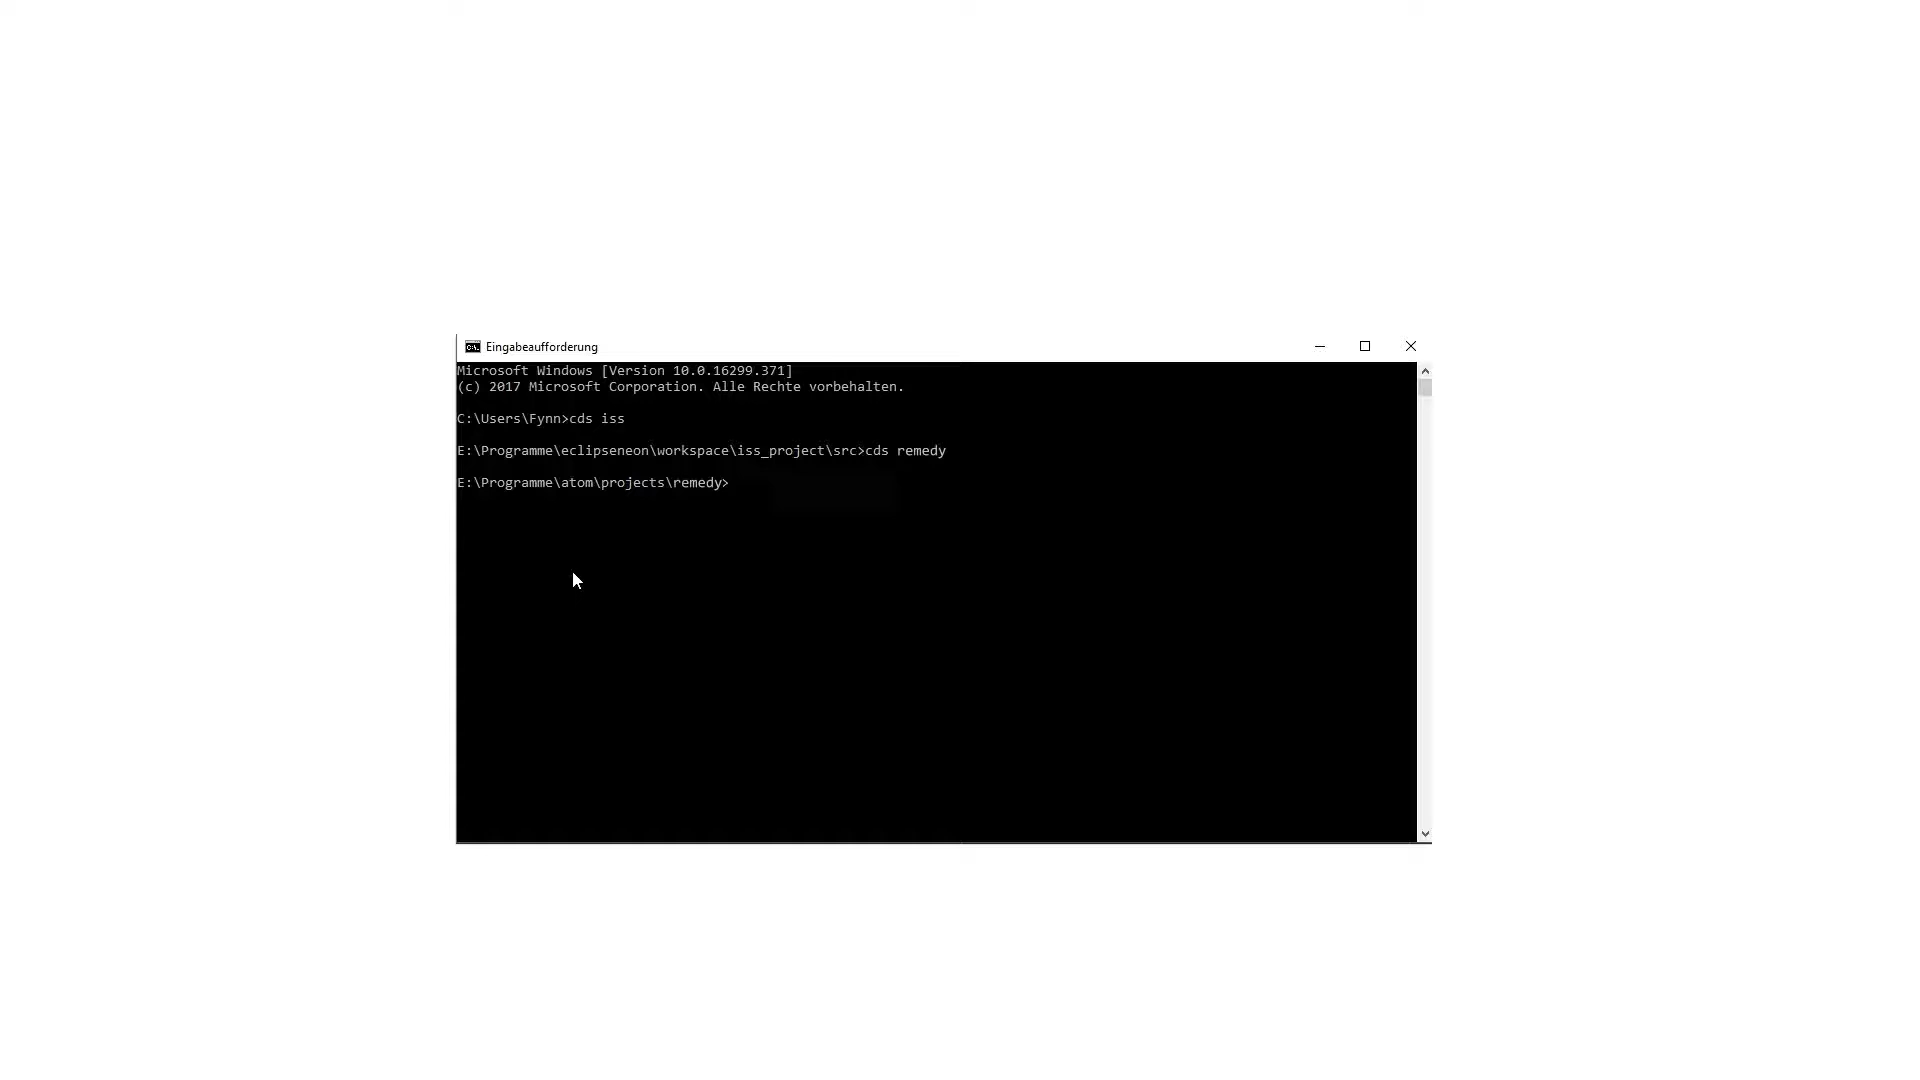 Eingabeaufforderung
Microsoft Windows [Version 10.0.16299.371]
(c) 2017 Microsoft Corporation. Alle Rechte vorbehalten.
C:\Users\Fynn>cds iss
E:\Programme\eclipseneon\workspace\iss_project\src>cds remedy
E:\Programme\atom\projects\remedy>